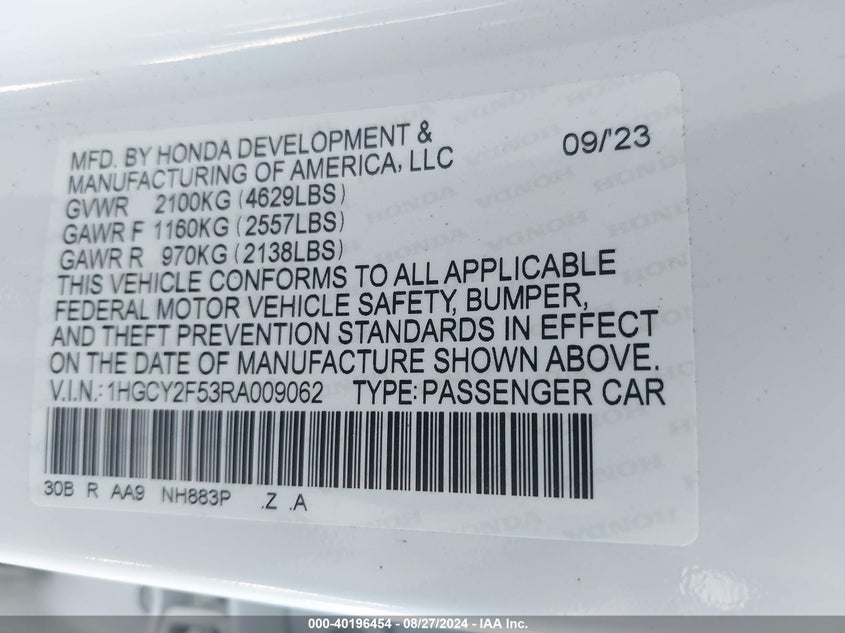 MFD. BY HONDA DEVELOPMENT & 09/'23
MANUFACTURING OF AMERICA, LLC
GVWR 2100KG (4629LBS)
GAWR F 1160KG (2557LBS)
GAWR R 970KG (2138LBS)
THIS VEHICLE CONFORMS TO ALL APPLICABLE
FEDERAL MOTOR VEHICLE SAFETY, BUMPER,
AND THEFT PREVENTION STANDARDS IN EFFECT
ON THE DATE OF MANUFACTURE SHOWN ABOVE.
V.I.N.: 1HGCY2F53RA009062 TYPE: PASSENGER CAR
30B R AA9 NH883P .Z .A
000-40196454 - 08/27/2024 - IAA Inc.